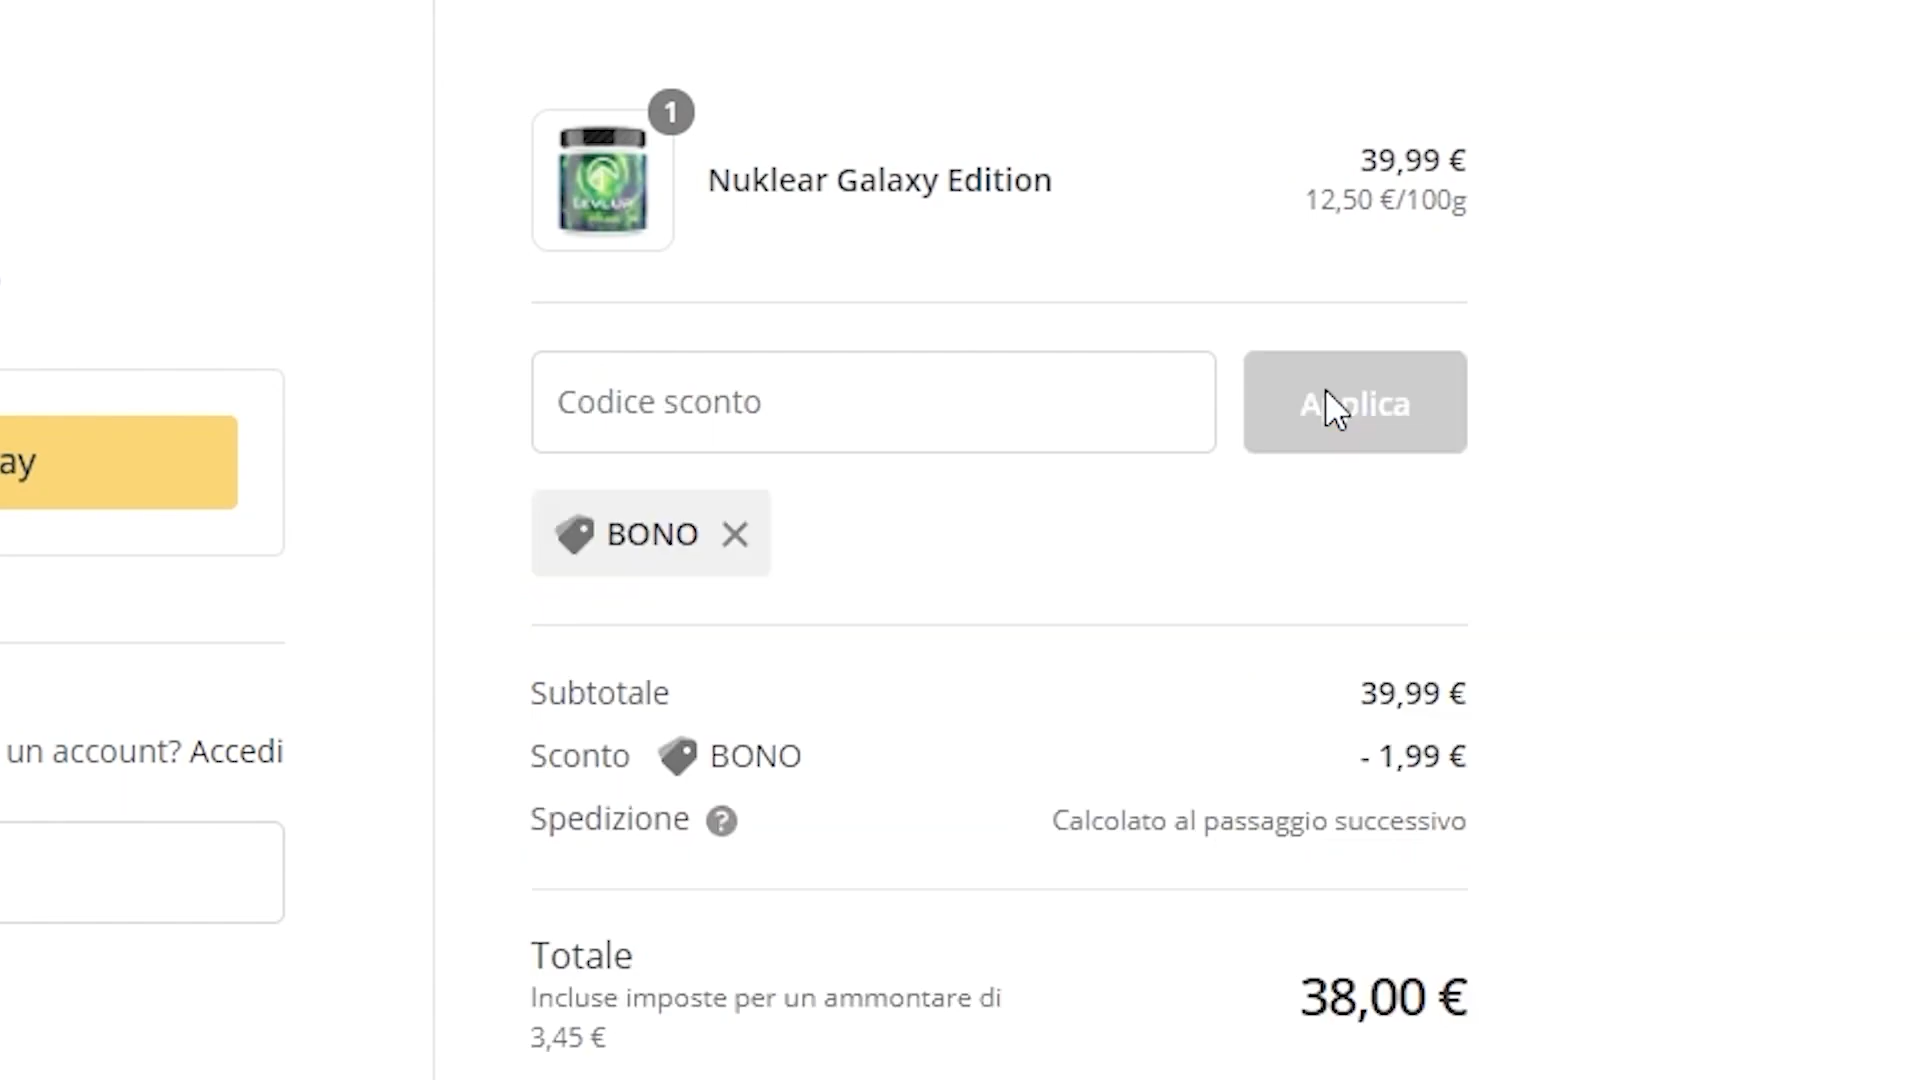 1
Nuklear Galaxy Edition
39,99 €
12,50 €/100g
Codice sconto
Applica
BONO
ay
Subtotale
39,99 €
Sconto BONO
- 1,99 €
un account? Accedi
Spedizione ?
Calcolato al passaggio successivo
Totale
Incluse imposte per un ammontare di
3,45 €
38,00 €